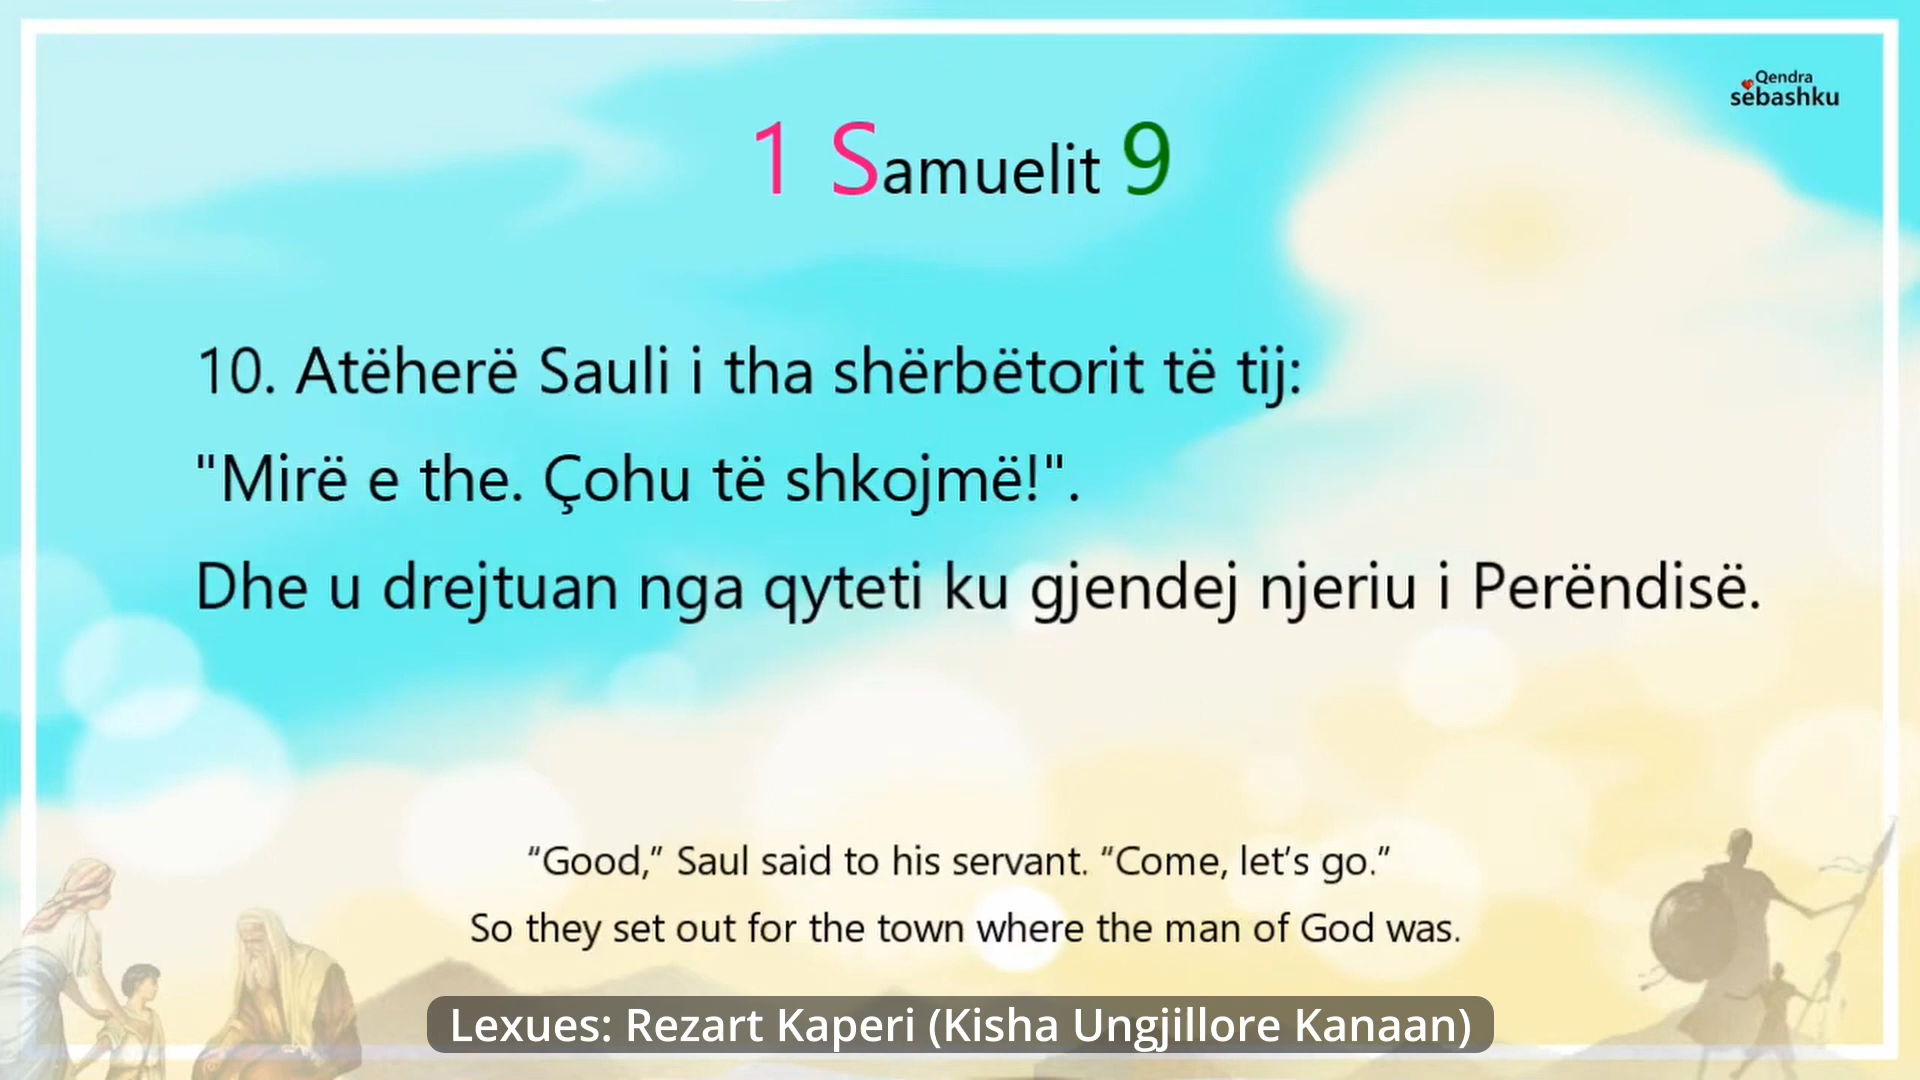 Qendra
sëbashku
1 Samuelit 9
10. Atëherë Sauli i tha shërbëtorit të tij:
"Mirë e the. Çohu të shkojmë!".
Dhe u drejtuan nga qyteti ku gjendej njeriu i Perëndisë.
“Good,” Saul said to his servant. “Come, let’s go.”
So they set out for the town where the man of God was.
Lexues: Rezart Kaperi (Kisha Ungjillore Kanaan)